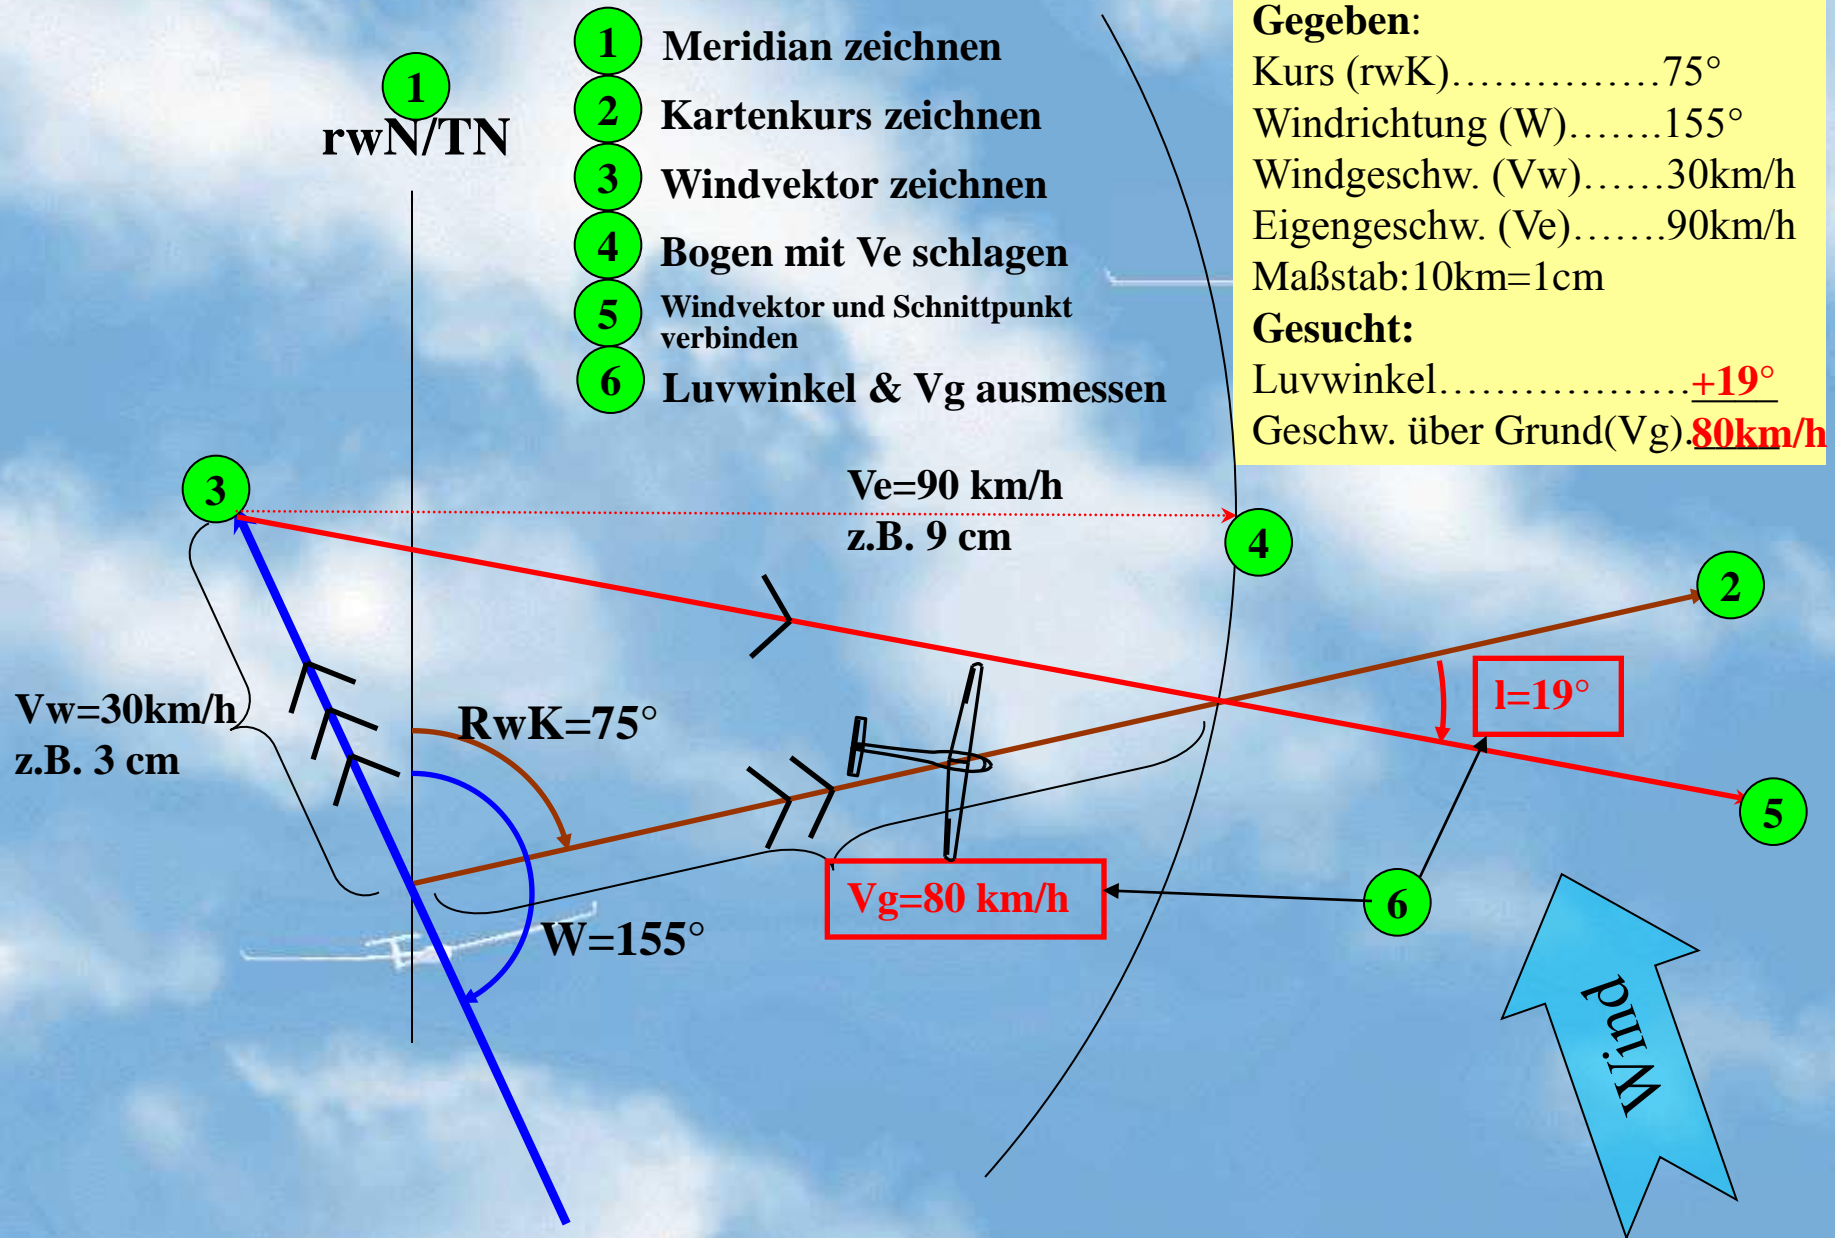 1
rwN/TN
1 Meridian zeichnen
2 Kartenkurs zeichnen
3 Windvektor zeichnen
4 Bogen mit Ve schlagen
5 Windvektor und Schnittpunkt
verbinden
6 Luvwinkel & Vg ausmessen
Gegeben:
Kurs (rwK)……………75°
Windrichtung (W)…….155°
Windgeschw. (Vw)……30km/h
Eigengeschw. (Ve)…….90km/h
Maßstab:10km=1cm
Gesucht:
Luvwinkel………………+19°
Geschw. über Grund(Vg).80km/h
3
Ve=90 km/h
z.B. 9 cm
4
2
Vw=30km/h
z.B. 3 cm
RwK=75°
l=19°
5
Vg=80 km/h
6
W=155°
Wind